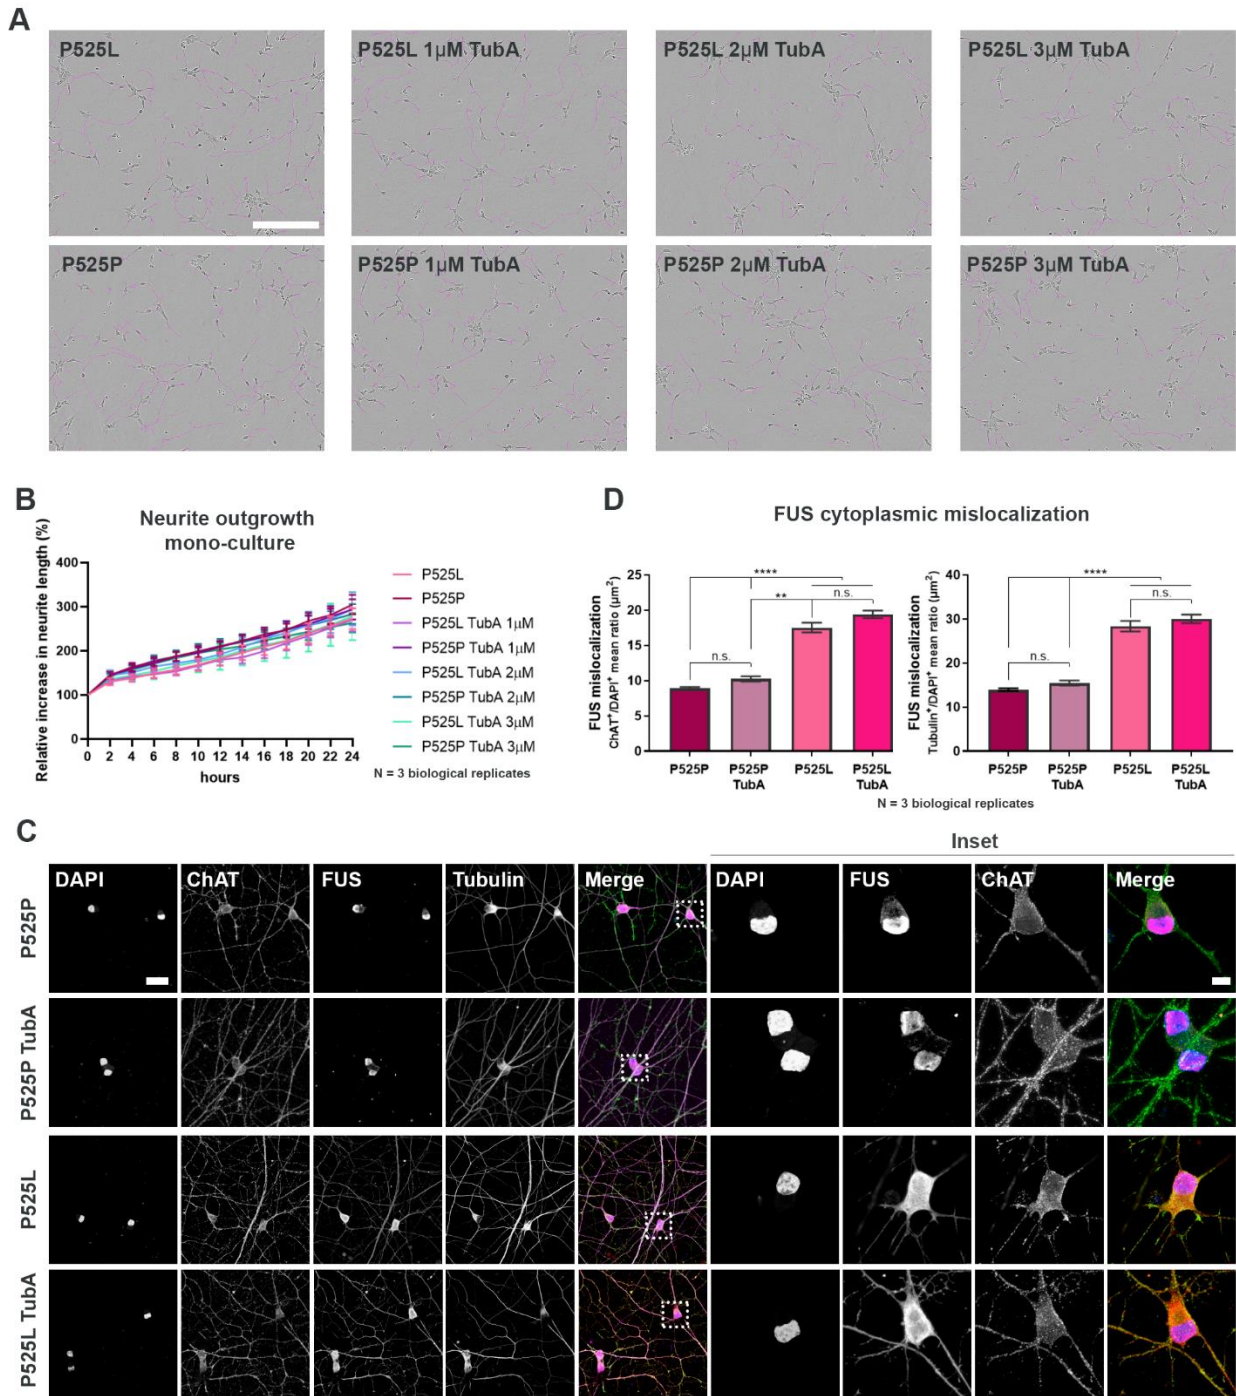 A
P525L
P525L 1µM TubA
P525L 2µM TubA
P525L 3µM TubA
P525P
P525P 1µM TubA
P525P 2µM TubA
P525P 3µM TubA
B
Neurite outgrowth
mono-culture
Relative increase in neurite length (%)
400
300
200
100
0
0 2 4 6 8 10 12 14 16 18 20 22 24
hours
P525L
P525P
P525L TubA 1µM
P525P TubA 1µM
P525L TubA 2µM
P525P TubA 2µM
P525L TubA 3µM
P525P TubA 3µM
N = 3 biological replicates
D
FUS cytoplasmic mislocalization
FUS mislocalization
ChAT⁺/DAPI⁺ mean ratio (µm²)
25
20
15
10
5
0
****
**
n.s.
n.s.
P525P
P525P
TubA
P525L
P525L
TubA
FUS mislocalization
Tubulin⁺/DAPI⁺ mean ratio (µm²)
40
30
20
10
0
****
n.s.
n.s.
P525P
P525P
TubA
P525L
P525L
TubA
N = 3 biological replicates
C
Inset
DAPI
ChAT
FUS
Tubulin
Merge
DAPI
FUS
ChAT
Merge
P525P
P525P TubA
P525L
P525L TubA